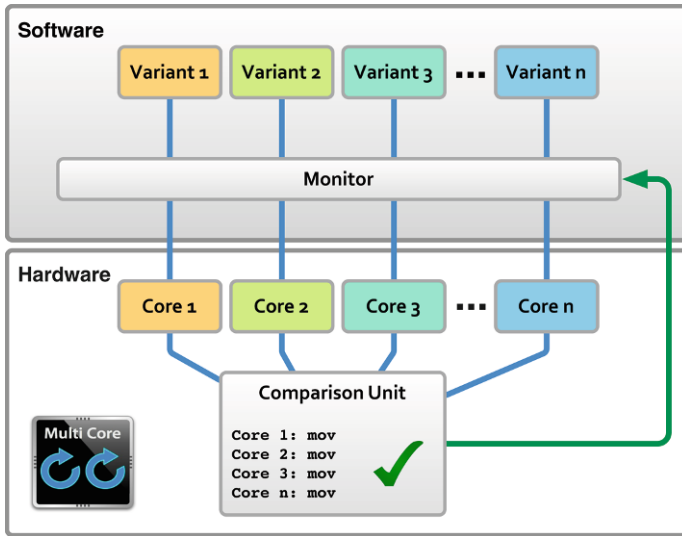 Software
Variant 1 Variant 2 Variant 3 ... Variant n
Monitor
Hardware
Core 1 Core 2 Core 3 ... Core n
Comparison Unit
Core 1: mov
Core 2: mov
Core 3: mov
Core n: mov
Multi Core